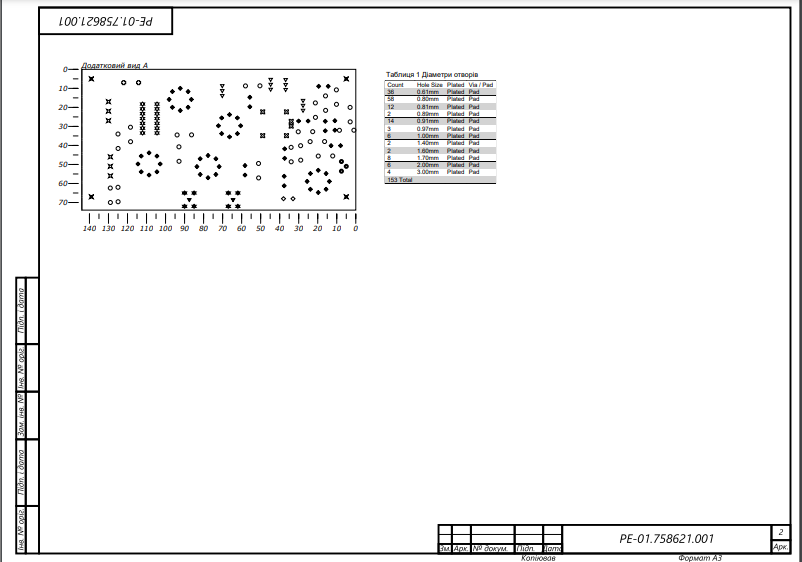 РЕ-01.758621.001
Додатковий вид А
0
10
20
30
40
50
60
70
140 130 120 110 100 90 80 70 60 50 40 30 20 10 0
Таблиця 1 Діаметри отворів
Count Hole Size Plated Via / Pad
38 0.61mm Plated Pad
58 0.80mm Plated Pad
12 0.81mm Plated Pad
2 0.89mm Plated Pad
14 0.91mm Plated Pad
3 0.97mm Plated Pad
6 1.00mm Plated Pad
2 1.40mm Plated Pad
2 1.60mm Plated Pad
8 1.70mm Plated Pad
6 2.00mm Plated Pad
4 3.00mm Plated Pad
153 Total
Підп. і дата
Інв. № оріг.
Зам. інв. №
Підп. і дата
Інв. № оріг.
Зм. Арк. № докум. Підп. Дата
РЕ-01.758621.001
2
Арк.
Копіював Формат А3